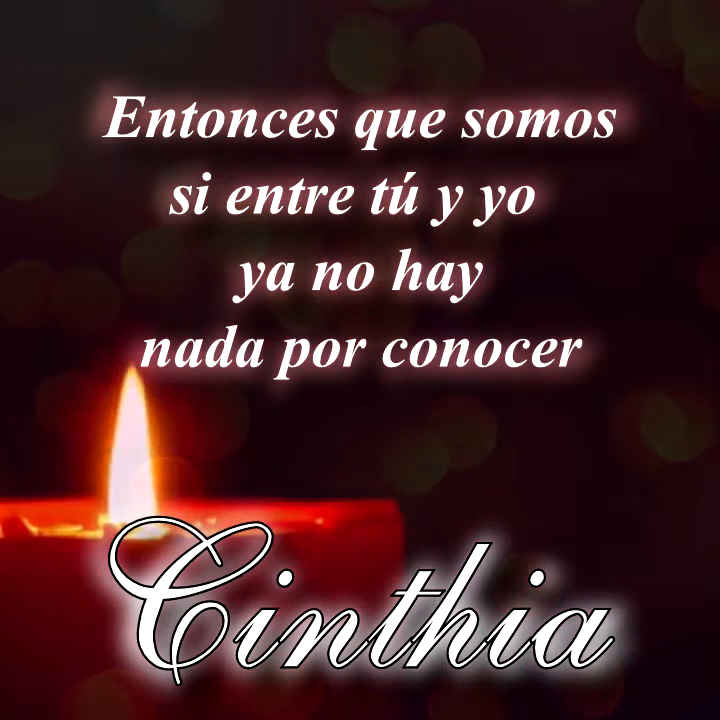 Entonces que somos
si entre tú y yo
ya no hay
nada por conocer
Cinthia